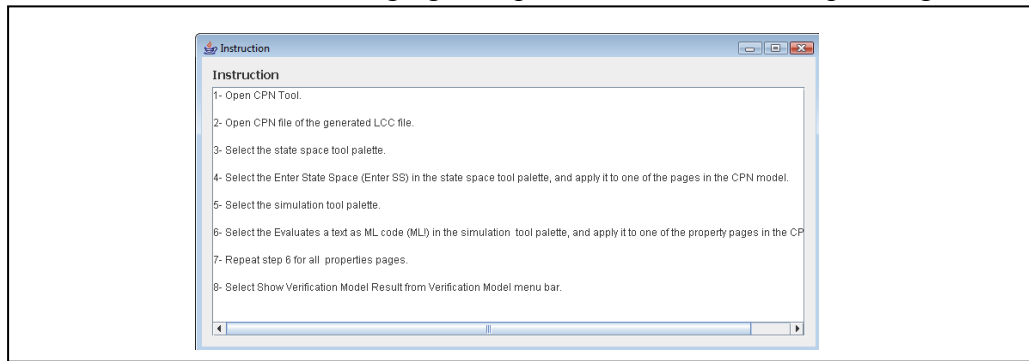 Instruction
Instruction
1- Open CPN Tool.
2- Open CPN file of the generated LCC file.
3- Select the state space tool palette.
4- Select the Enter State Space (Enter SS) in the state space tool palette, and apply it to one of the pages in the CPN model.
5- Select the simulation tool palette.
6- Select the Evaluates a text as ML code (ML!) in the simulation tool palette, and apply it to one of the property pages in the CP
7- Repeat step 6 for all properties pages.
8- Select Show Verification Model Result from Verification Model menu bar.